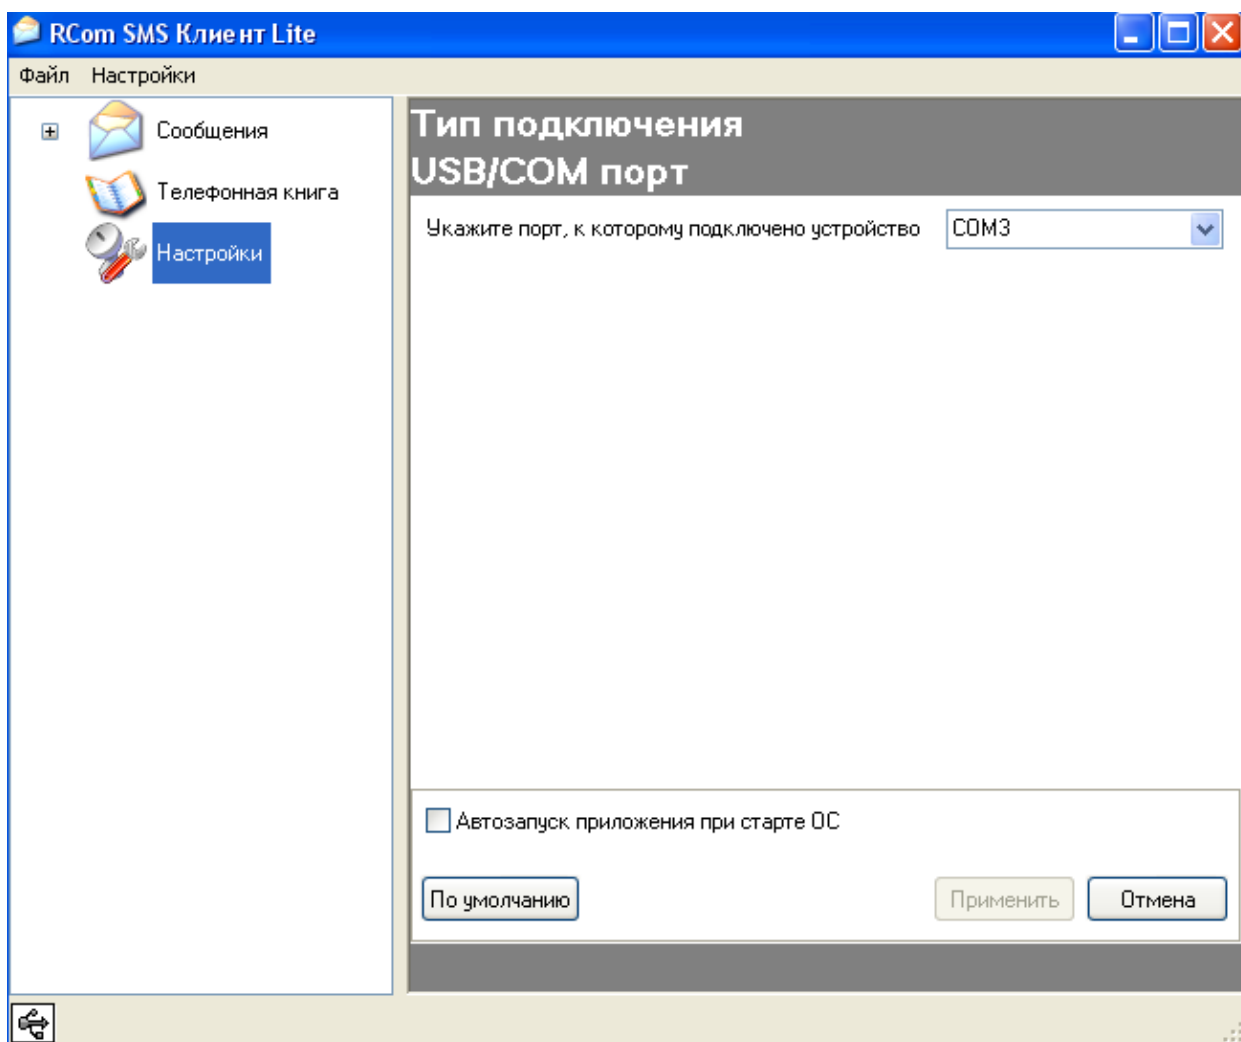 RCom SMS Клиент Lite
Файл Настройки
Сообщения
Телефонная книга
Настройки
Тип подключения
USB/COM порт
Укажите порт, к которому подключено устройство COM3
Автозапуск приложения при старте ОС
По умолчанию Применить Отмена